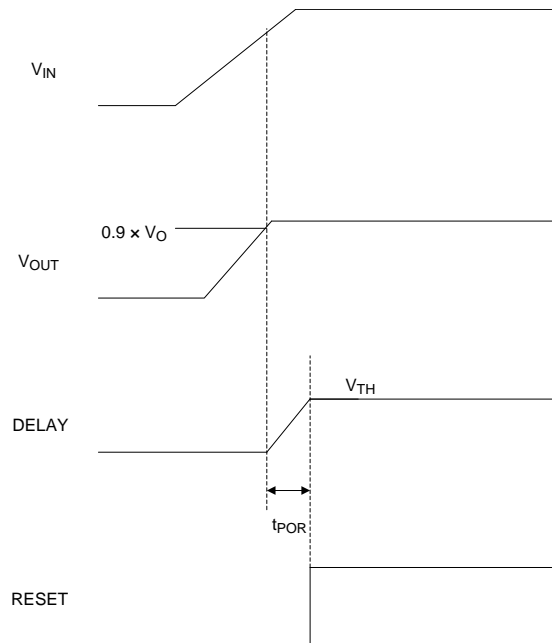 VIN
0.9 × VO
VOUT
VTH
DELAY
tPOR
RESET